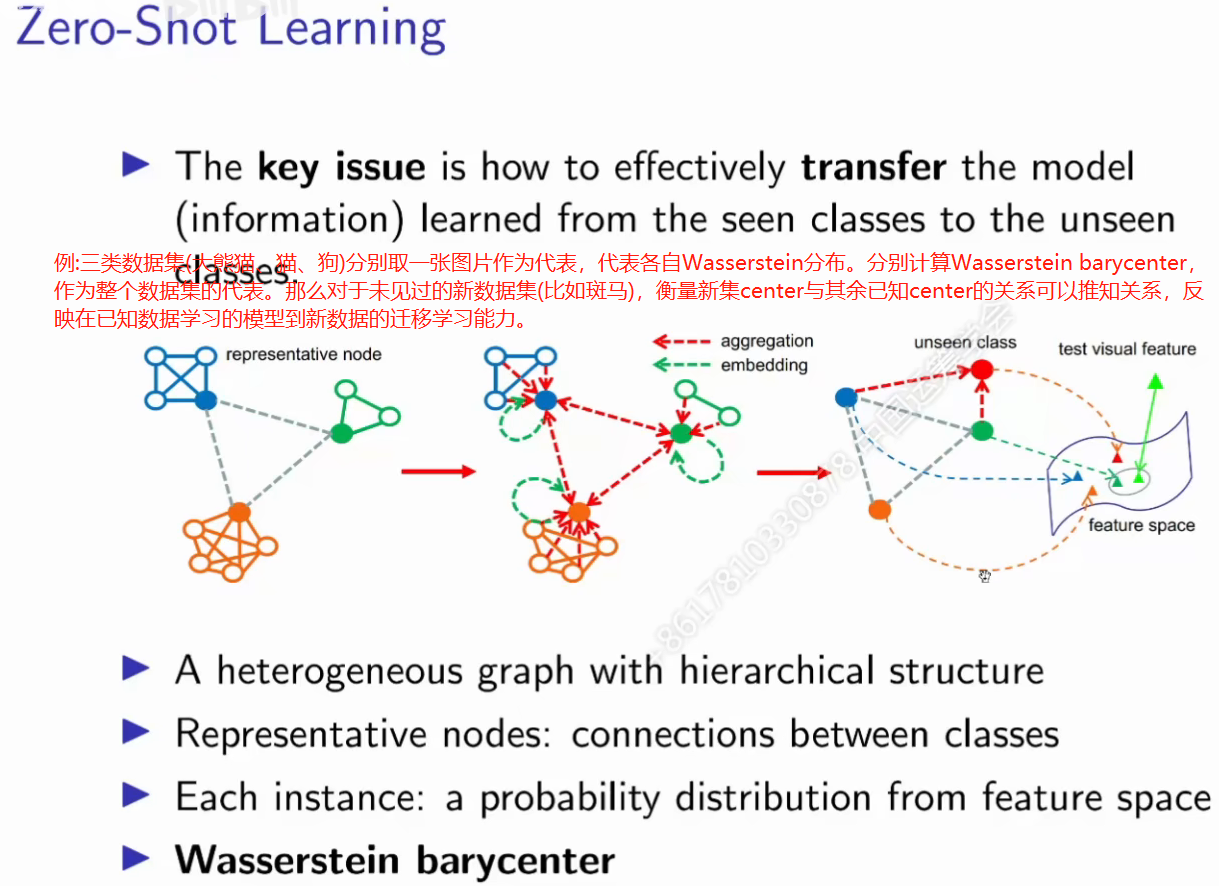 Zero-Shot Learning
The key issue is how to effectively transfer the model
(information) learned from the seen classes to the unseen
classes.
例:三类数据集(大熊猫、猫、狗)分别取一张图片作为代表，代表各自Wasserstein分布。分别计算Wasserstein barycenter，
作为整个数据集的代表。那么对于未见过的新数据集(比如斑马)，衡量新集center与其余已知center的关系可以推知关系，反
映在已知数据学习的模型到新数据的迁移学习能力。
representative node
aggregation
embedding
unseen class
test visual feature
feature space
-8617810330878 中国运筹学会
A heterogeneous graph with hierarchical structure
Representative nodes: connections between classes
Each instance: a probability distribution from feature space
Wasserstein barycenter